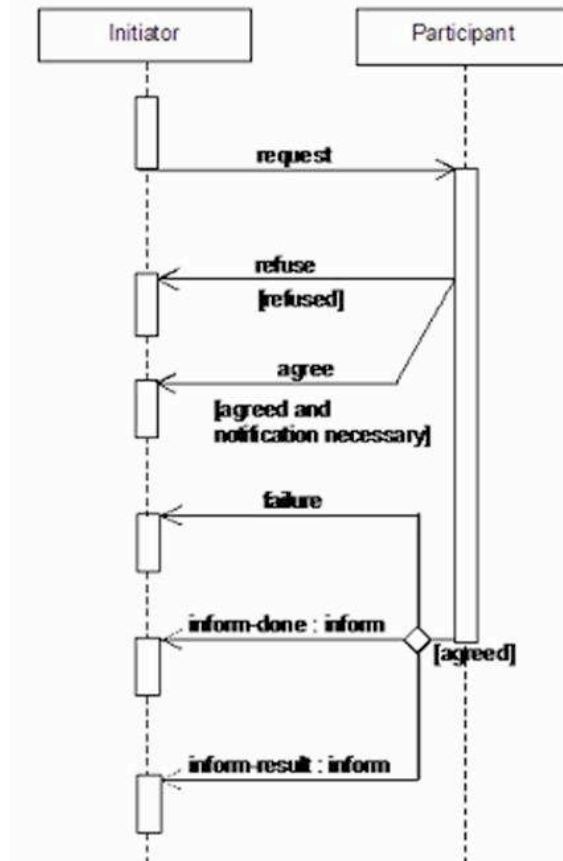 Initiator
Participant
request
refuse
[refused]
agree
[agreed and
notification necessary]
failure
inform-done : inform
[agreed]
inform-result : inform